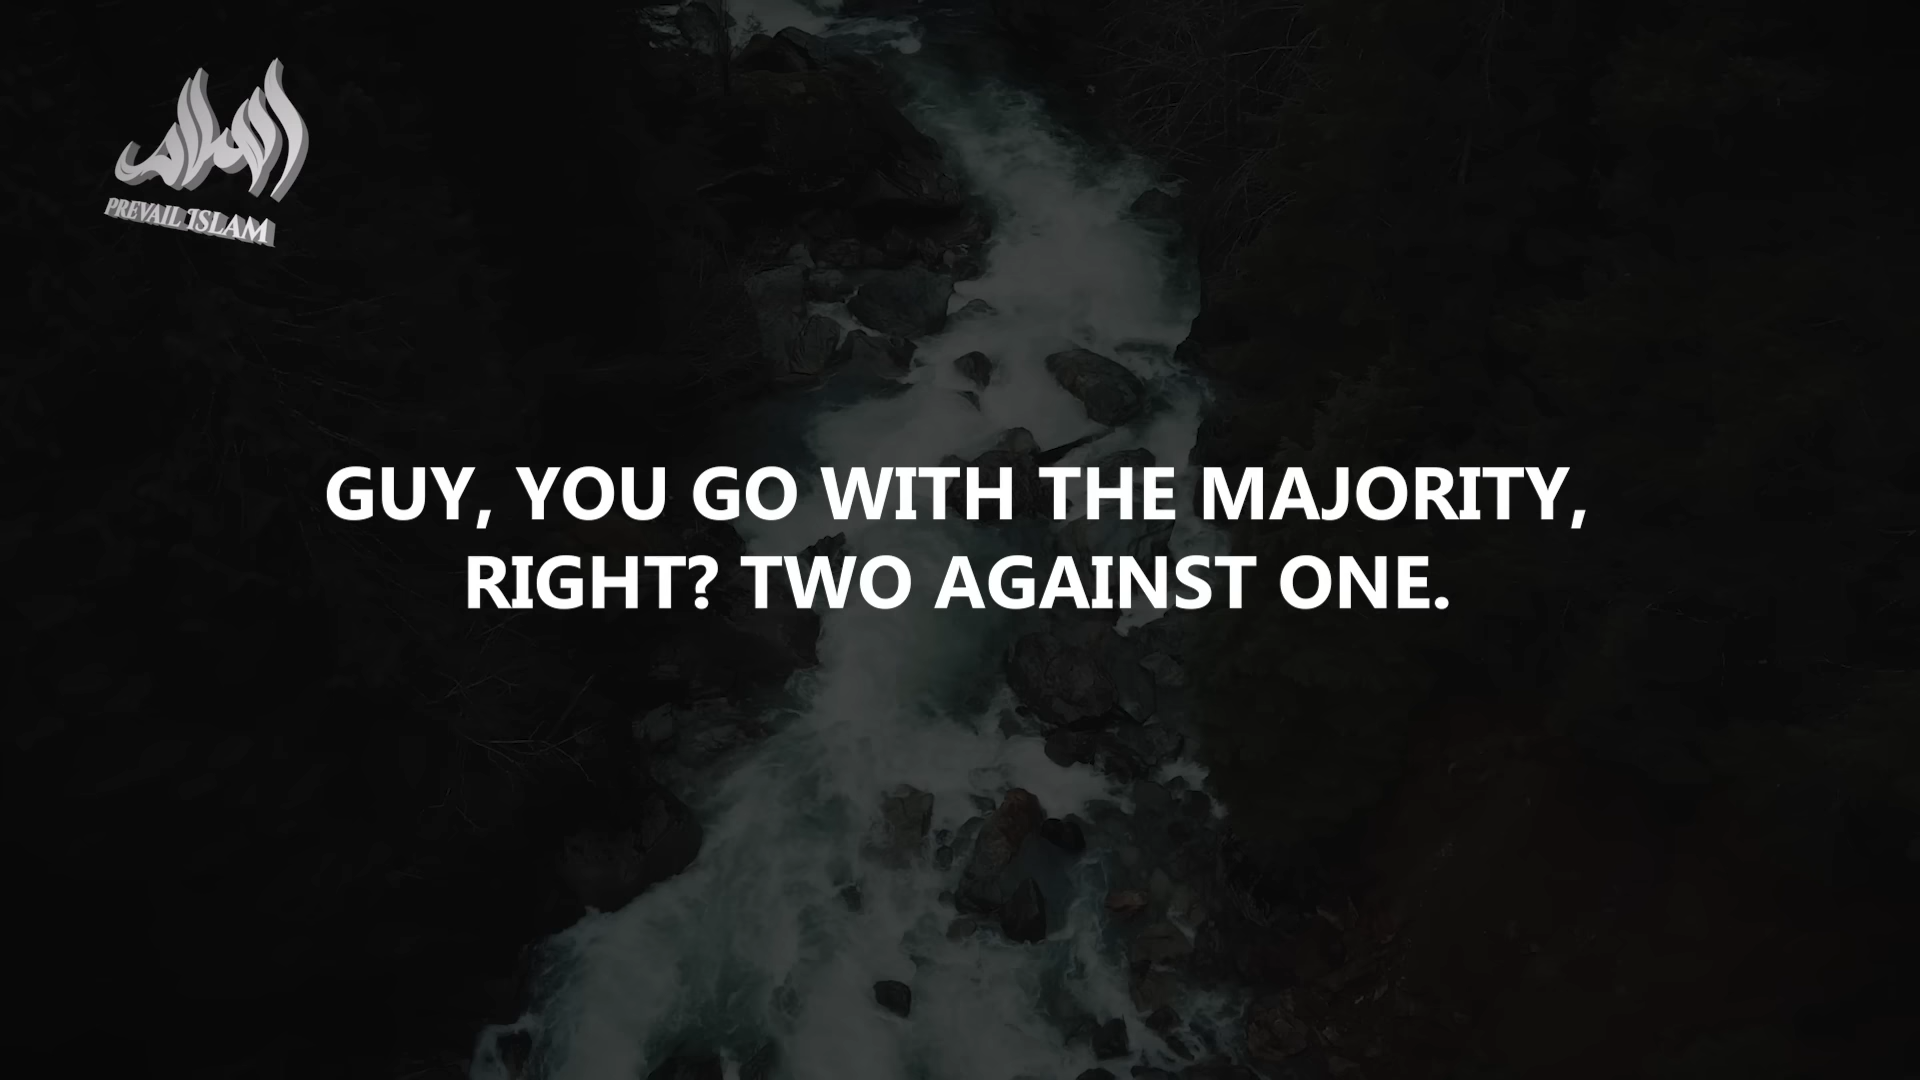 PREVAIL ISLAM
GUY, YOU GO WITH THE MAJORITY,
RIGHT? TWO AGAINST ONE.